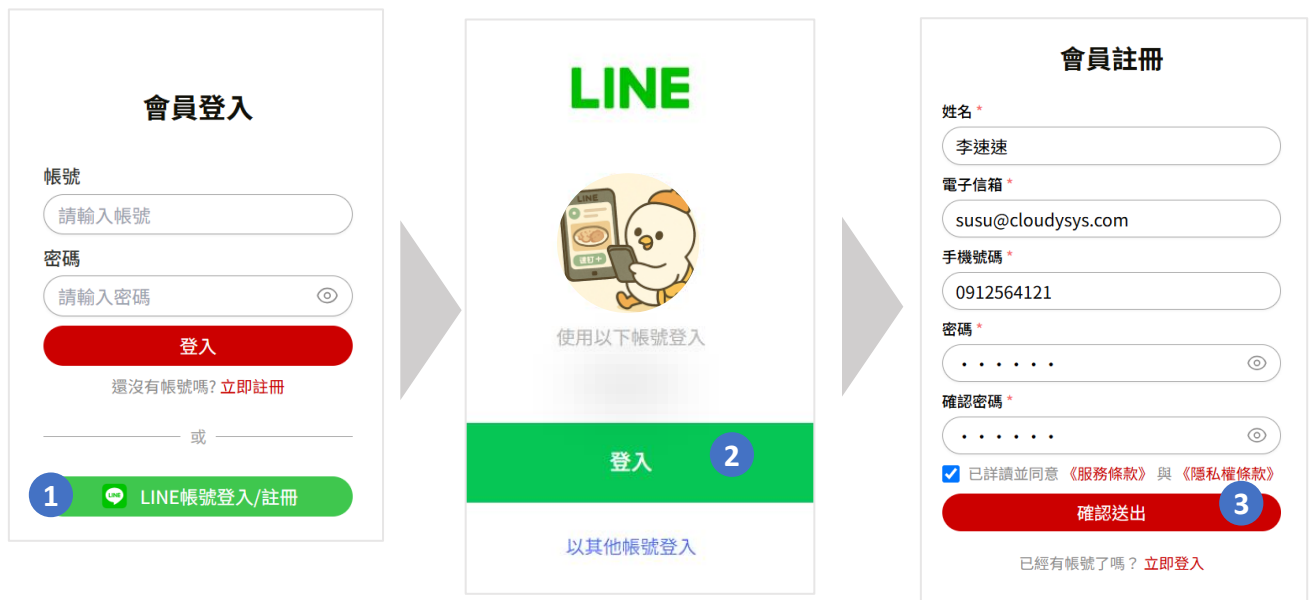 會員登入
帳號
請輸入帳號
密碼
請輸入密碼
登入
還沒有帳號嗎? 立即註冊
或
1
LINE帳號登入/註冊
LINE
LINE
使用以下帳號登入
登入
2
以其他帳號登入
會員註冊
姓名 *
李速速
電子信箱 *
susu@cloudysys.com
手機號碼 *
0912564121
密碼 *
• • • • • •
確認密碼 *
• • • • • •
已詳讀並同意 《服務條款》 與 《隱私權條款》
確認送出
3
已經有帳號了嗎？ 立即登入